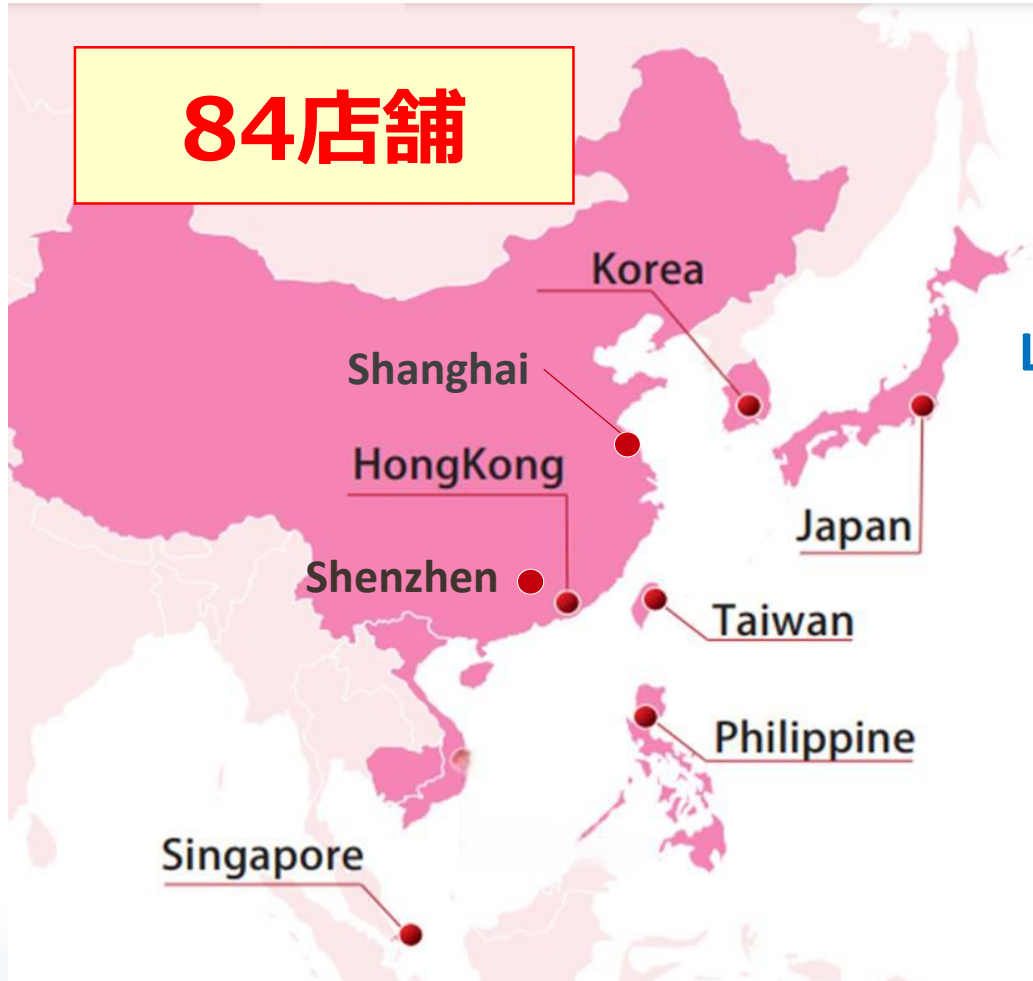 84店舗
Korea
Shanghai
HongKong
Japan
Shenzhen
Taiwan
Philippine
Singapore